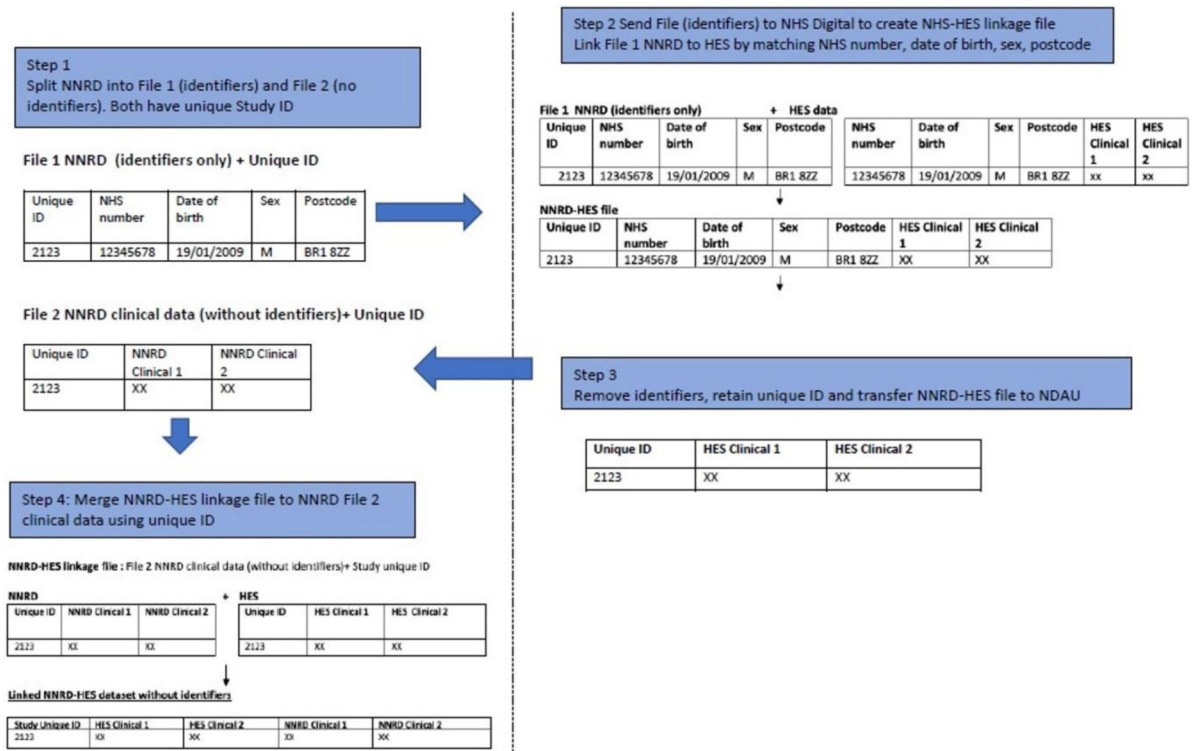 Step 1
Split NNRD into File 1 (identifiers) and File 2 (no
identifiers). Both have unique Study ID
File 1 NNRD (identifiers only) + Unique ID
Unique ID NHS number Date of birth Sex Postcode
2123 12345678 19/01/2009 M BR1 8ZZ
File 2 NNRD clinical data (without identifiers)+ Unique ID
Unique ID NNRD Clinical 1 NNRD Clinical 2
2123 XX XX
Step 4: Merge NNRD-HES linkage file to NNRD File 2
clinical data using unique ID
NNRD-HES linkage file : File 2 NNRD clinical data (without identifiers)+ Study unique ID
NNRD + HES
Unique ID NNRD Clinical 1 NNRD Clinical 2 Unique ID HES Clinical 1 HES Clinical 2
2123 XX XX 2123 XX XX
Linked NNRD-HES dataset without identifiers
Study Unique ID HES Clinical 1 HES Clinical 2 NNRD Clinical 1 NNRD Clinical 2
2123 XX XX XX XX
Step 2 Send File (identifiers) to NHS Digital to create NHS-HES linkage file
Link File 1 NNRD to HES by matching NHS number, date of birth, sex, postcode
File 1 NNRD (identifiers only) + HES data
Unique ID NHS number Date of birth Sex Postcode NHS number Date of birth Sex Postcode HES Clinical 1 HES Clinical 2
2123 12345678 19/01/2009 M BR1 8ZZ 12345678 19/01/2009 M BR1 8ZZ xx xx
NNRD-HES file
Unique ID NHS number Date of birth Sex Postcode HES Clinical 1 HES Clinical 2
2123 12345678 19/01/2009 M BR1 8ZZ XX XX
Step 3
Remove identifiers, retain unique ID and transfer NNRD-HES file to NDAU
Unique ID HES Clinical 1 HES Clinical 2
2123 XX XX